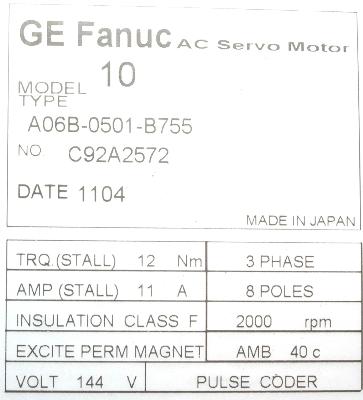 GE Fanuc AC Servo Motor
MODEL 10
TYPE
A06B-0501-B755
NO. C92A2572
DATE 1104
MADE IN JAPAN
TRQ.(STALL) 12 Nm 3 PHASE
AMP (STALL) 11 A 8 POLES
INSULATION CLASS F 2000 rpm
EXCITE PERM MAGNET AMB 40 c
VOLT 144 V PULSE CODER